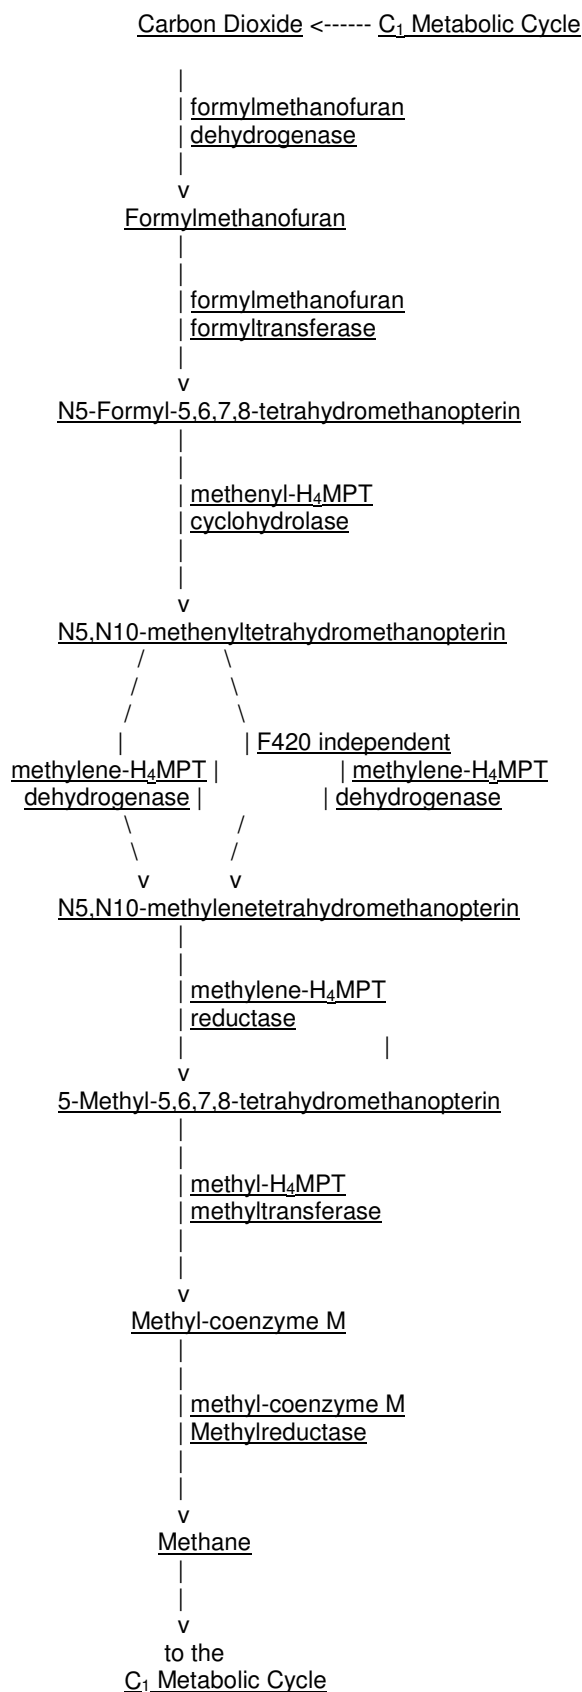 Carbon Dioxide <------ C1 Metabolic Cycle
|
| formylmethanofuran
| dehydrogenase
|
v
Formylmethanofuran
|
|
| formylmethanofuran
| formyltransferase
|
v
N5-Formyl-5,6,7,8-tetrahydromethanopterin
|
|
| methenyl-H4MPT
| cyclohydrolase
|
|
v
N5,N10-methenyltetrahydromethanopterin
/ \
/ \
/ \
| | F420 independent
methylene-H4MPT | | methylene-H4MPT
dehydrogenase | | dehydrogenase
\ /
\ /
v v
N5,N10-methylenetetrahydromethanopterin
|
|
| methylene-H4MPT
| reductase
| |
v
5-Methyl-5,6,7,8-tetrahydromethanopterin
|
|
| methyl-H4MPT
| methyltransferase
|
|
v
Methyl-coenzyme M
|
|
| methyl-coenzyme M
| Methylreductase
|
|
v
Methane
|
|
v
to the
C1 Metabolic Cycle